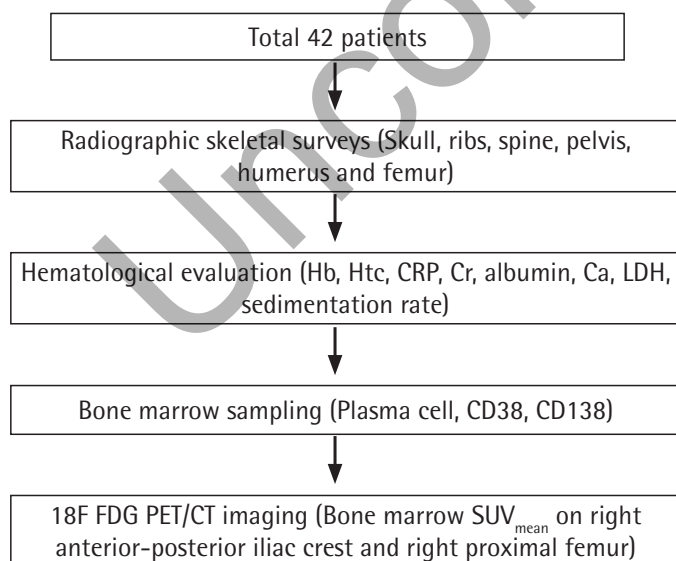 Total 42 patients
Radiographic skeletal surveys (Skull, ribs, spine, pelvis,
humerus and femur)
Hematological evaluation (Hb, Htc, CRP, Cr, albumin, Ca, LDH,
sedimentation rate)
Bone marrow sampling (Plasma cell, CD38, CD138)
18F FDG PET/CT imaging (Bone marrow SUVmean on right
anterior-posterior iliac crest and right proximal femur)